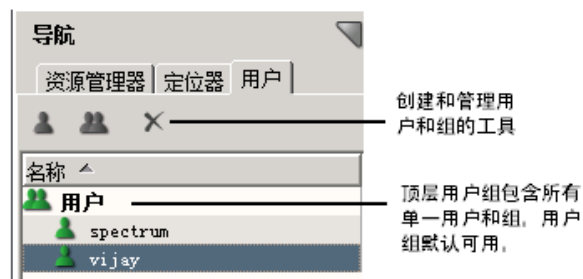 导航
资源管理器 定位器 用户
创建和管理用
户和组的工具
名称
用户
顶层用户组包含所有
单一用户和组。用户
组默认可用。
spectrum
vijay